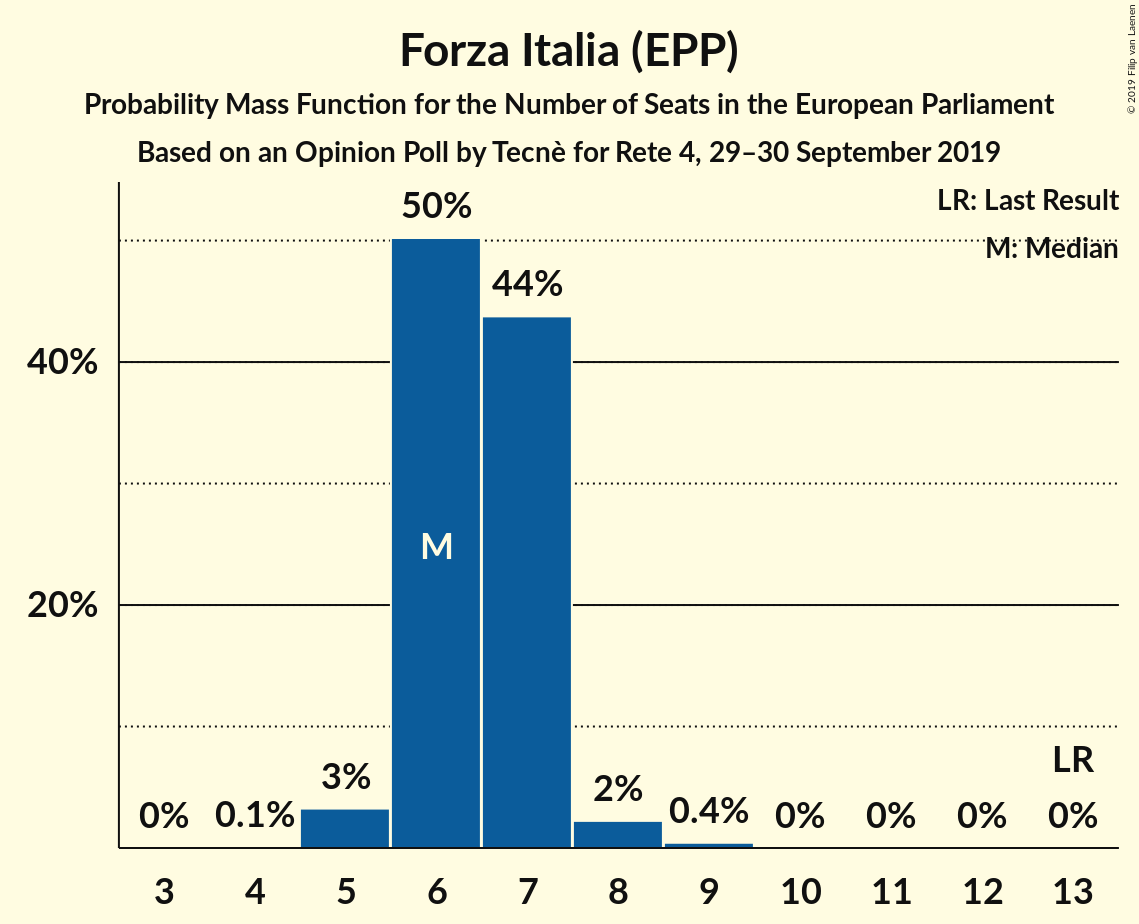 Forza Italia (EPP)
Probability Mass Function for the Number of Seats in the European Parliament
Based on an Opinion Poll by Tecnè for Rete 4, 29–30 September 2019
© 2019 Filip van Laenen
LR: Last Result
M: Median
50%
44%
40%
M
20%
LR
3%
2%
0% 0.1% 0.4% 0% 0% 0% 0%
3 4 5 6 7 8 9 10 11 12 13